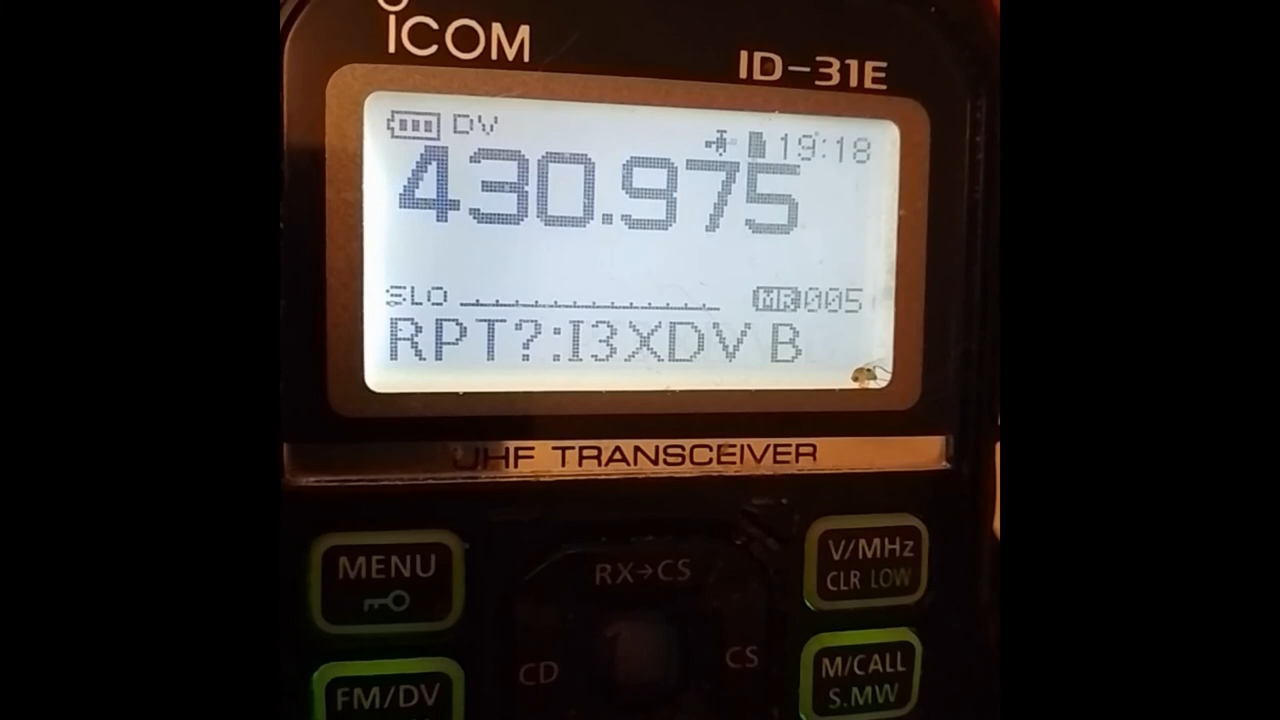 ICOM
ID-31E
DV 19:18
430.975
SLO MR 005
RPT?:I3XDV B
UHF TRANSCEIVER
MENU
RX→CS
V/MHz
CLR LOW
CD
CS
M/CALL
S.MW
FM/DV